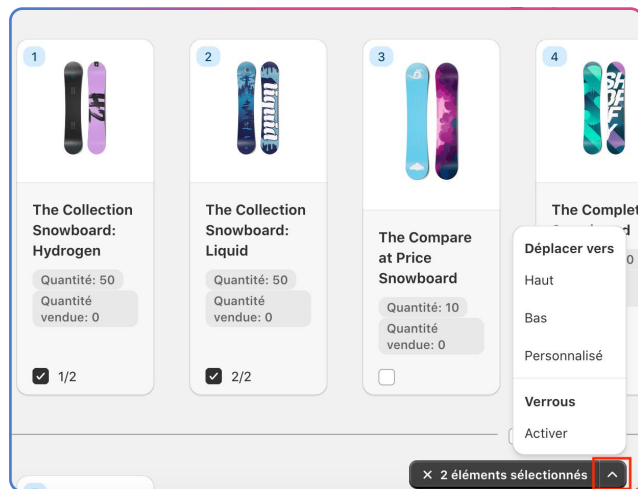 1
2
3
4
H2
liquid
The Collection
Snowboard:
Hydrogen
Quantité: 50
Quantité
vendue: 0
1/2
The Collection
Snowboard:
Liquid
Quantité: 50
Quantité
vendue: 0
2/2
The Compare
at Price
Snowboard
Quantité: 10
Quantité
vendue: 0
The Complet
Déplacer vers
Haut
Bas
Personnalisé
Verrous
Activer
2 éléments sélectionnés